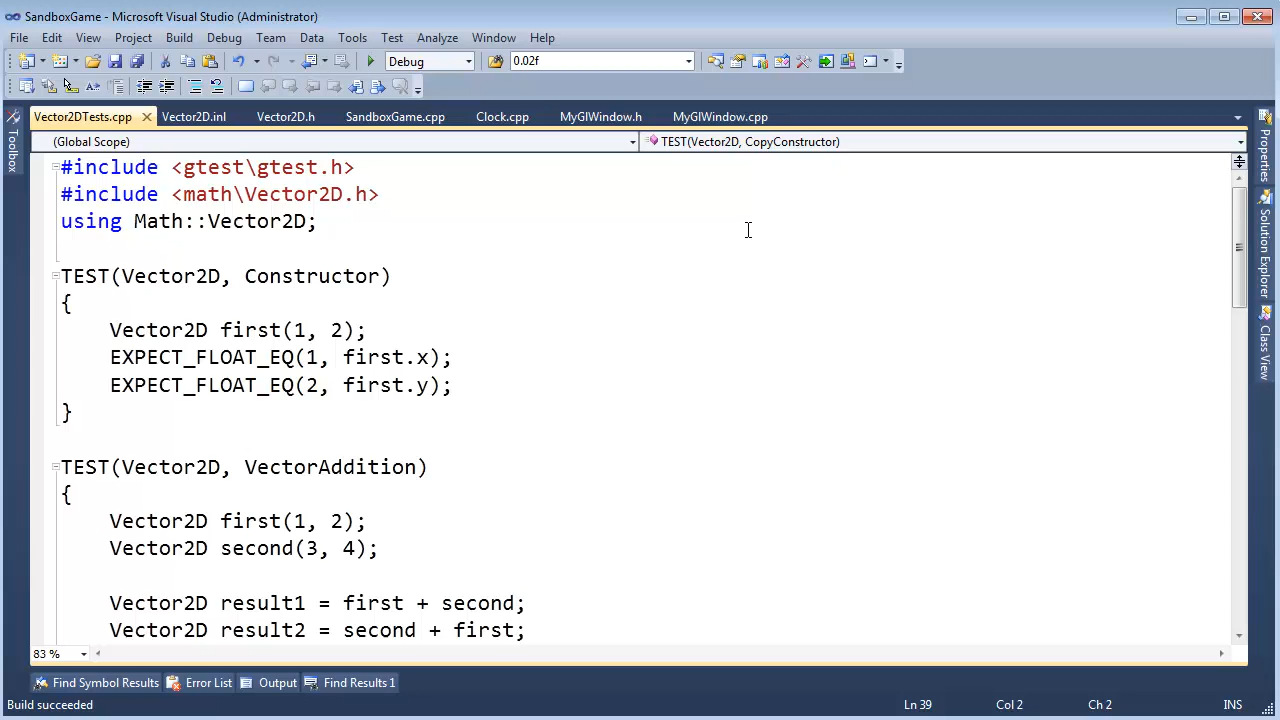 SandboxGame - Microsoft Visual Studio (Administrator)
File Edit View Project Build Debug Team Data Tools Test Analyze Window Help
Debug 0.02f
Vector2DTests.cpp Vector2D.inl Vector2D.h SandboxGame.cpp Clock.cpp MyGlWindow.h MyGlWindow.cpp
(Global Scope) TEST(Vector2D, CopyConstructor)
Toolbox
Properties
Solution Explorer
Class View
#include <gtest\gtest.h>
#include <math\Vector2D.h>
using Math::Vector2D;
TEST(Vector2D, Constructor)
{
Vector2D first(1, 2);
EXPECT_FLOAT_EQ(1, first.x);
EXPECT_FLOAT_EQ(2, first.y);
}
TEST(Vector2D, VectorAddition)
{
Vector2D first(1, 2);
Vector2D second(3, 4);
Vector2D result1 = first + second;
Vector2D result2 = second + first;
83 %
Find Symbol Results Error List Output Find Results 1
Build succeeded Ln 39 Col 2 Ch 2 INS